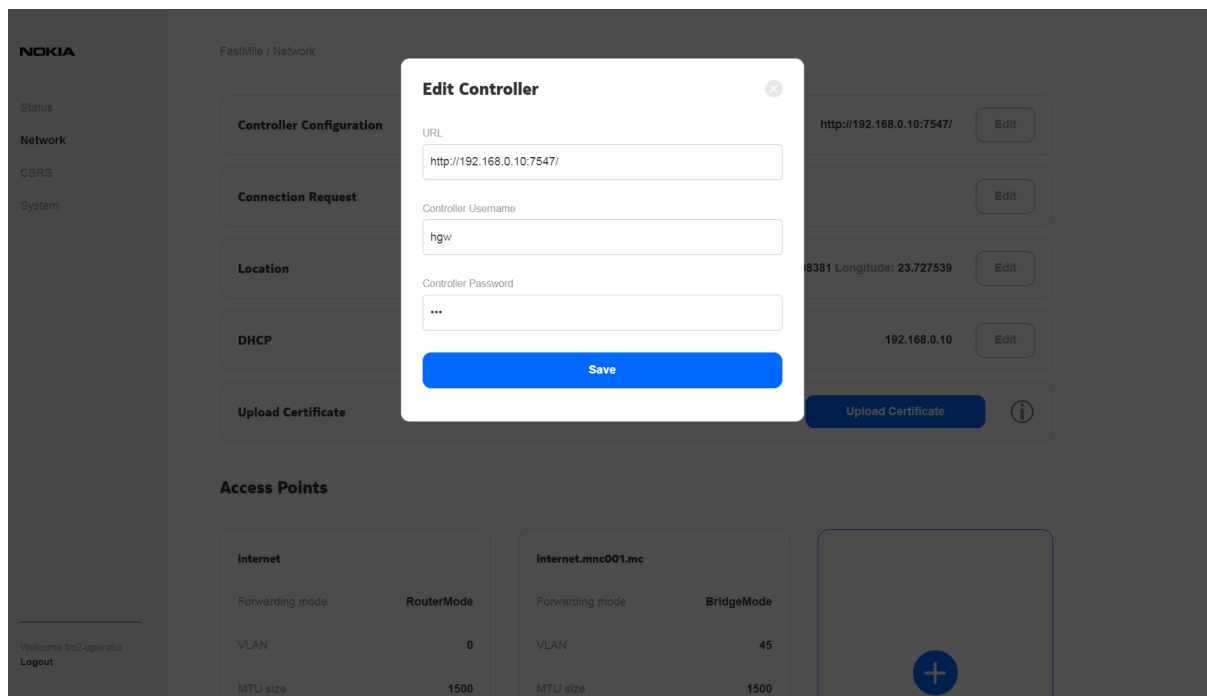 NOKIA
FastMile / Network
Status
Network
CBRS
System
Edit Controller
URL
http://192.168.0.10:7547/
Controller Username
hgw
Controller Password
•••
Save
Controller Configuration
http://192.168.0.10:7547/ Edit
Connection Request
Edit
Location
8381 Longitude: 23.727539 Edit
DHCP
192.168.0.10 Edit
Upload Certificate
Upload Certificate
Access Points
internet
Forwarding mode RouterMode
VLAN 0
MTU size 1500
internet.mnc001.mc
Forwarding mode BridgeMode
VLAN 45
MTU size 1500
Welcome fm2-operator
Logout